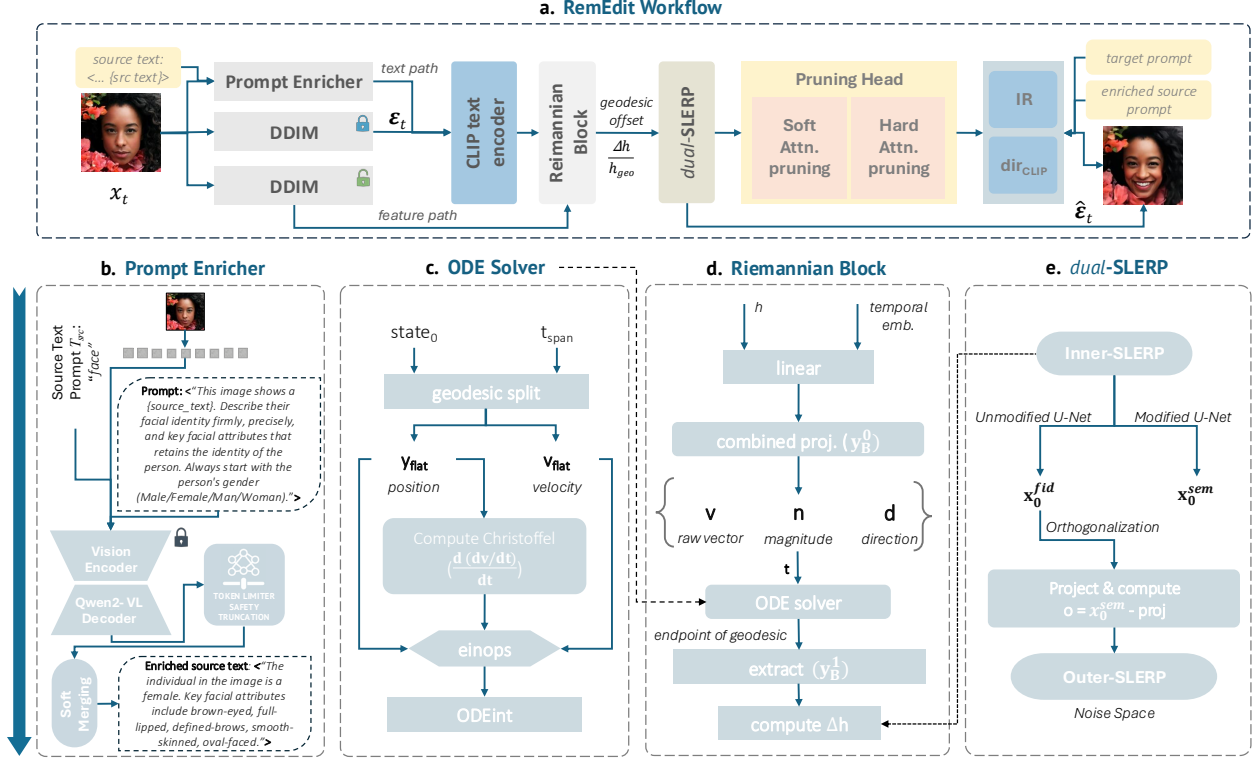 a. RemEdit Workflow
source text:
<... {src text}>
x_t
Prompt Enricher
DDIM
DDIM
text path
ε_t
feature path
CLIP text
encoder
Reimannian
Block
geodesic
offset
Δh
h_geo
dual-SLERP
Pruning Head
Soft
Attn.
pruning
Hard
Attn.
pruning
IR
dir_CLIP
target prompt
enriched source
prompt
ε̂_t
b. Prompt Enricher
Source Text
Prompt T_src:
“face”
Prompt: <“This image shows a
{source_text}. Describe their
facial identity firmly, precisely,
and key facial attributes that
retains the identity of the
person. Always start with the
person's gender
(Male/Female/Man/Woman).”>
Vision
Encoder
Qwen2- VL
Decoder
TOKEN LIMITER
SAFETY
TRUNCATION
Soft
Merging
Enriched source text: <“The
individual in the image is a
female. Key facial attributes
include brown-eyed, full-
lipped, defined-brows, smooth-
skinned, oval-faced.”>
c. ODE Solver
state_0
t_span
geodesic split
y_flat
position
v_flat
velocity
Compute Christoffel
(d (dv/dt) / dt)
einops
ODEint
d. Riemannian Block
h
temporal
emb.
linear
combined proj. (y_B^0)
{ v n d }
raw vector magnitude direction
t
ODE solver
endpoint of geodesic
extract (y_B^1)
compute Δh
e. dual-SLERP
Inner-SLERP
Unmodified U-Net
Modified U-Net
x_0^fid
x_0^sem
Orthogonalization
Project & compute
o = x_0^sem - proj
Outer-SLERP
Noise Space